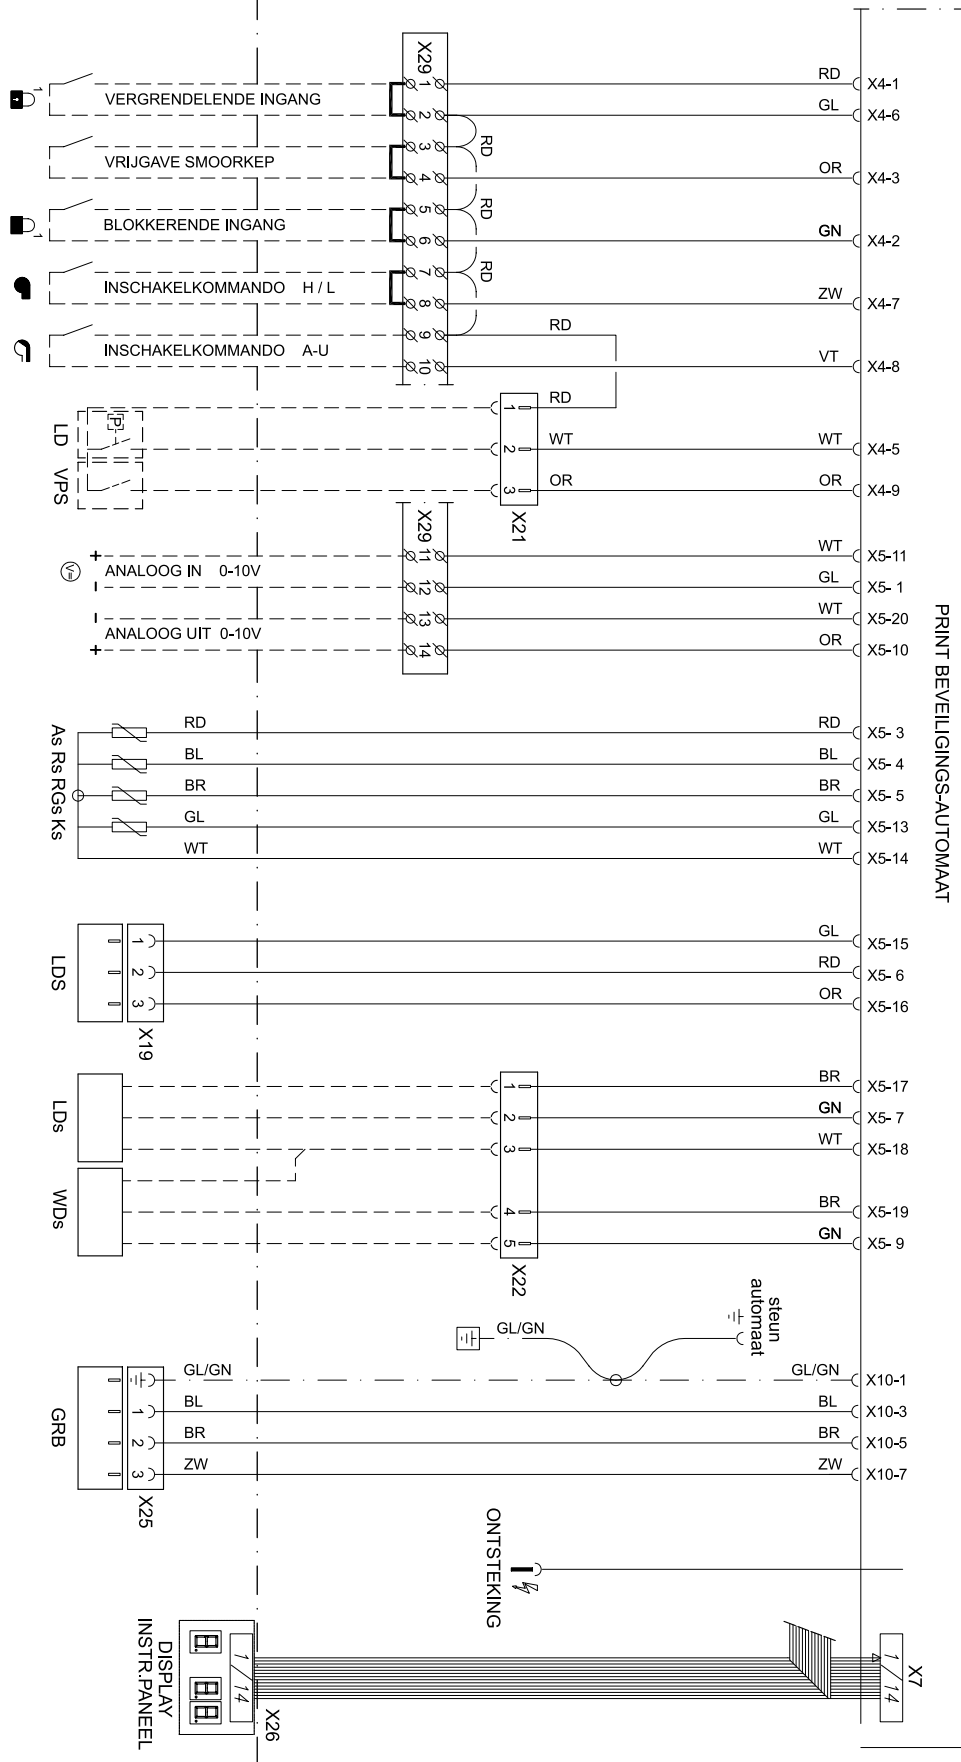 X29
1 RD X4-1
1 VERGRENDELENDE INGANG
2 GL X4-6
RD
3
VRIJGAVE SMOORKEP
4 OR X4-3
5 RD
1 BLOKKERENDE INGANG
6 GN X4-2
7 RD
INSCHAKELKOMMANDO H / L
8 ZW X4-7
9 RD
INSCHAKELKOMMANDO A-U
10 VT X4-8
1 RD
P
LD 2 WT WT X4-5
VPS 3 OR OR X4-9
X21
X29
+ 11 WT X5-11
V= ANALOOG IN 0-10V
- 12 GL X5- 1
- 13 WT X5-20
ANALOOG UIT 0-10V
+ 14 OR X5-10
PRINT BEVEILIGINGS-AUTOMAAT
As Rs RGs Ks
RD RD X5- 3
BL BL X5- 4
BR BR X5- 5
GL GL X5-13
WT WT X5-14
LDS
1 GL X5-15
2 RD X5- 6
3 OR X5-16
X19
LDs
1 BR X5-17
2 GN X5- 7
3 WT X5-18
WDs
4 BR X5-19
5 GN X5- 9
X22
steun
automaat
GL/GN
GRB
GL/GN GL/GN X10-1
1 BL BL X10-3
2 BR BR X10-5
3 ZW ZW X10-7
X25
ONTSTEKING
DISPLAY
INSTR.PANEEL
1/14
X26
1/14
X7